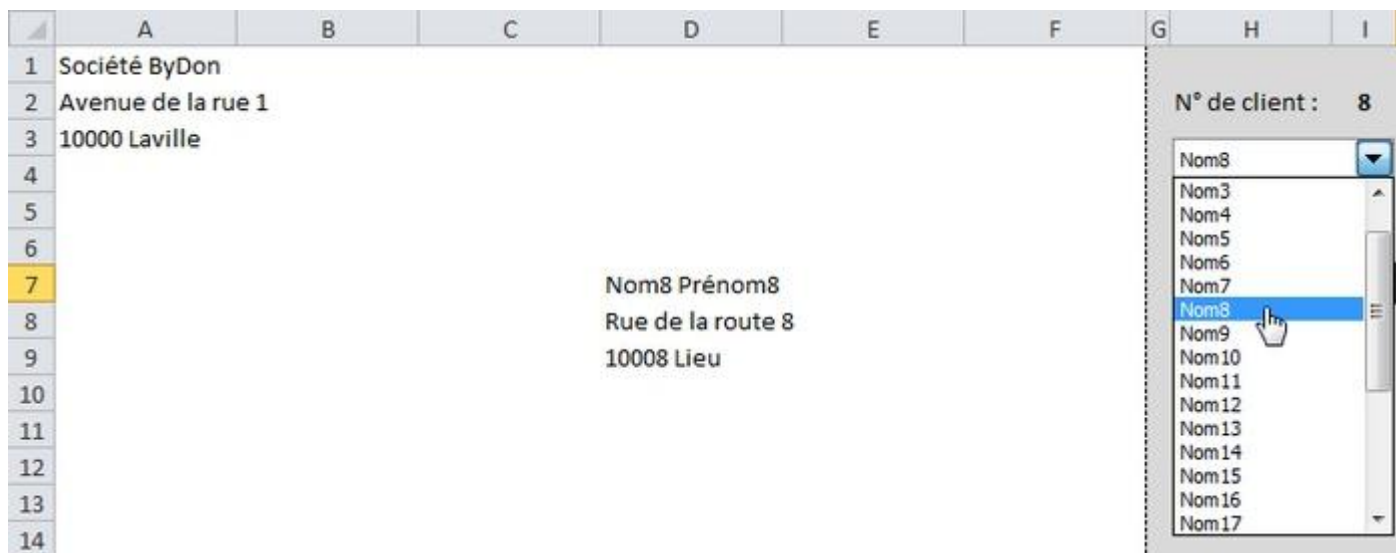 A B C D E F G H I
1 Société ByDon
2 Avenue de la rue 1 N° de client : 8
3 10000 Laville
Nom8
4
Nom3
Nom4
5
Nom5
6
Nom6
7 Nom8 Prénom8 Nom7
8 Rue de la route 8 Nom8
Nom9
9 10008 Lieu Nom10
Nom11
10
Nom12
11
Nom13
Nom14
12
Nom15
13
Nom16
Nom17
14